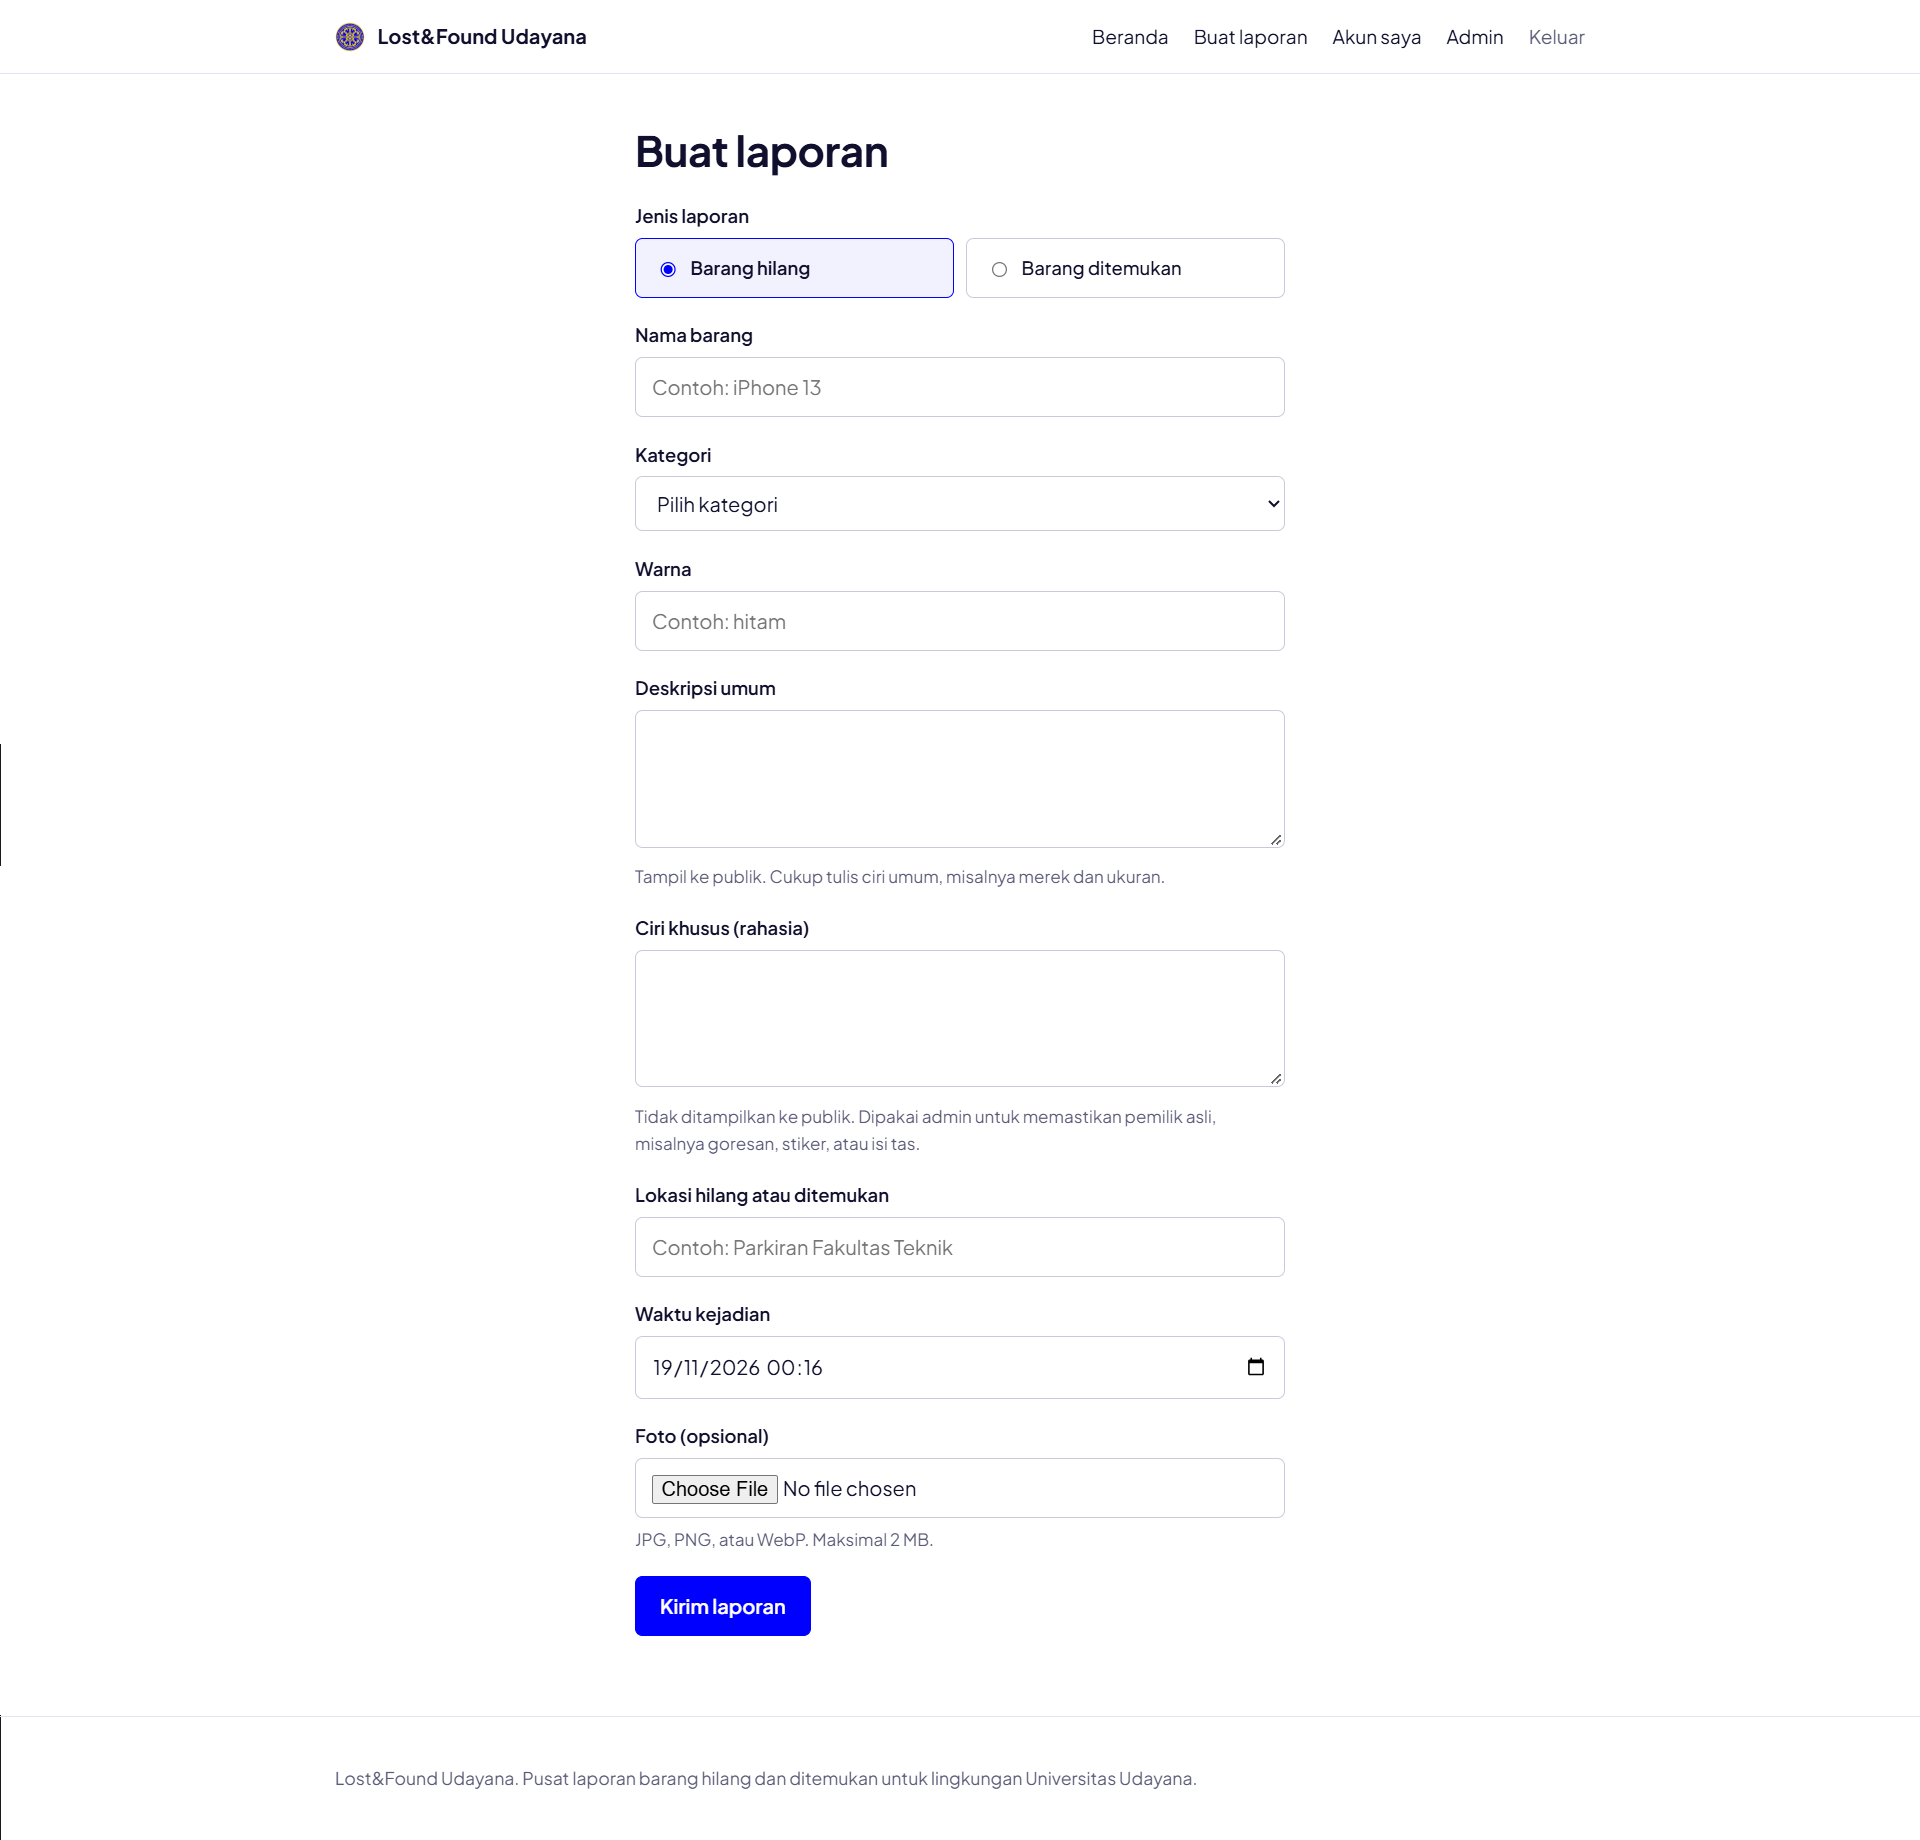 Lost&Found Udayana
Beranda Buat laporan Akun saya Admin Keluar
Buat laporan
Jenis laporan
Barang hilang
Barang ditemukan
Nama barang
Contoh: iPhone 13
Kategori
Pilih kategori
Warna
Contoh: hitam
Deskripsi umum
Tampil ke publik. Cukup tulis ciri umum, misalnya merek dan ukuran.
Ciri khusus (rahasia)
Tidak ditampilkan ke publik. Dipakai admin untuk memastikan pemilik asli,
misalnya goresan, stiker, atau isi tas.
Lokasi hilang atau ditemukan
Contoh: Parkiran Fakultas Teknik
Waktu kejadian
19/11/2026 00:16
Foto (opsional)
Choose File No file chosen
JPG, PNG, atau WebP. Maksimal 2 MB.
Kirim laporan
Lost&Found Udayana. Pusat laporan barang hilang dan ditemukan untuk lingkungan Universitas Udayana.